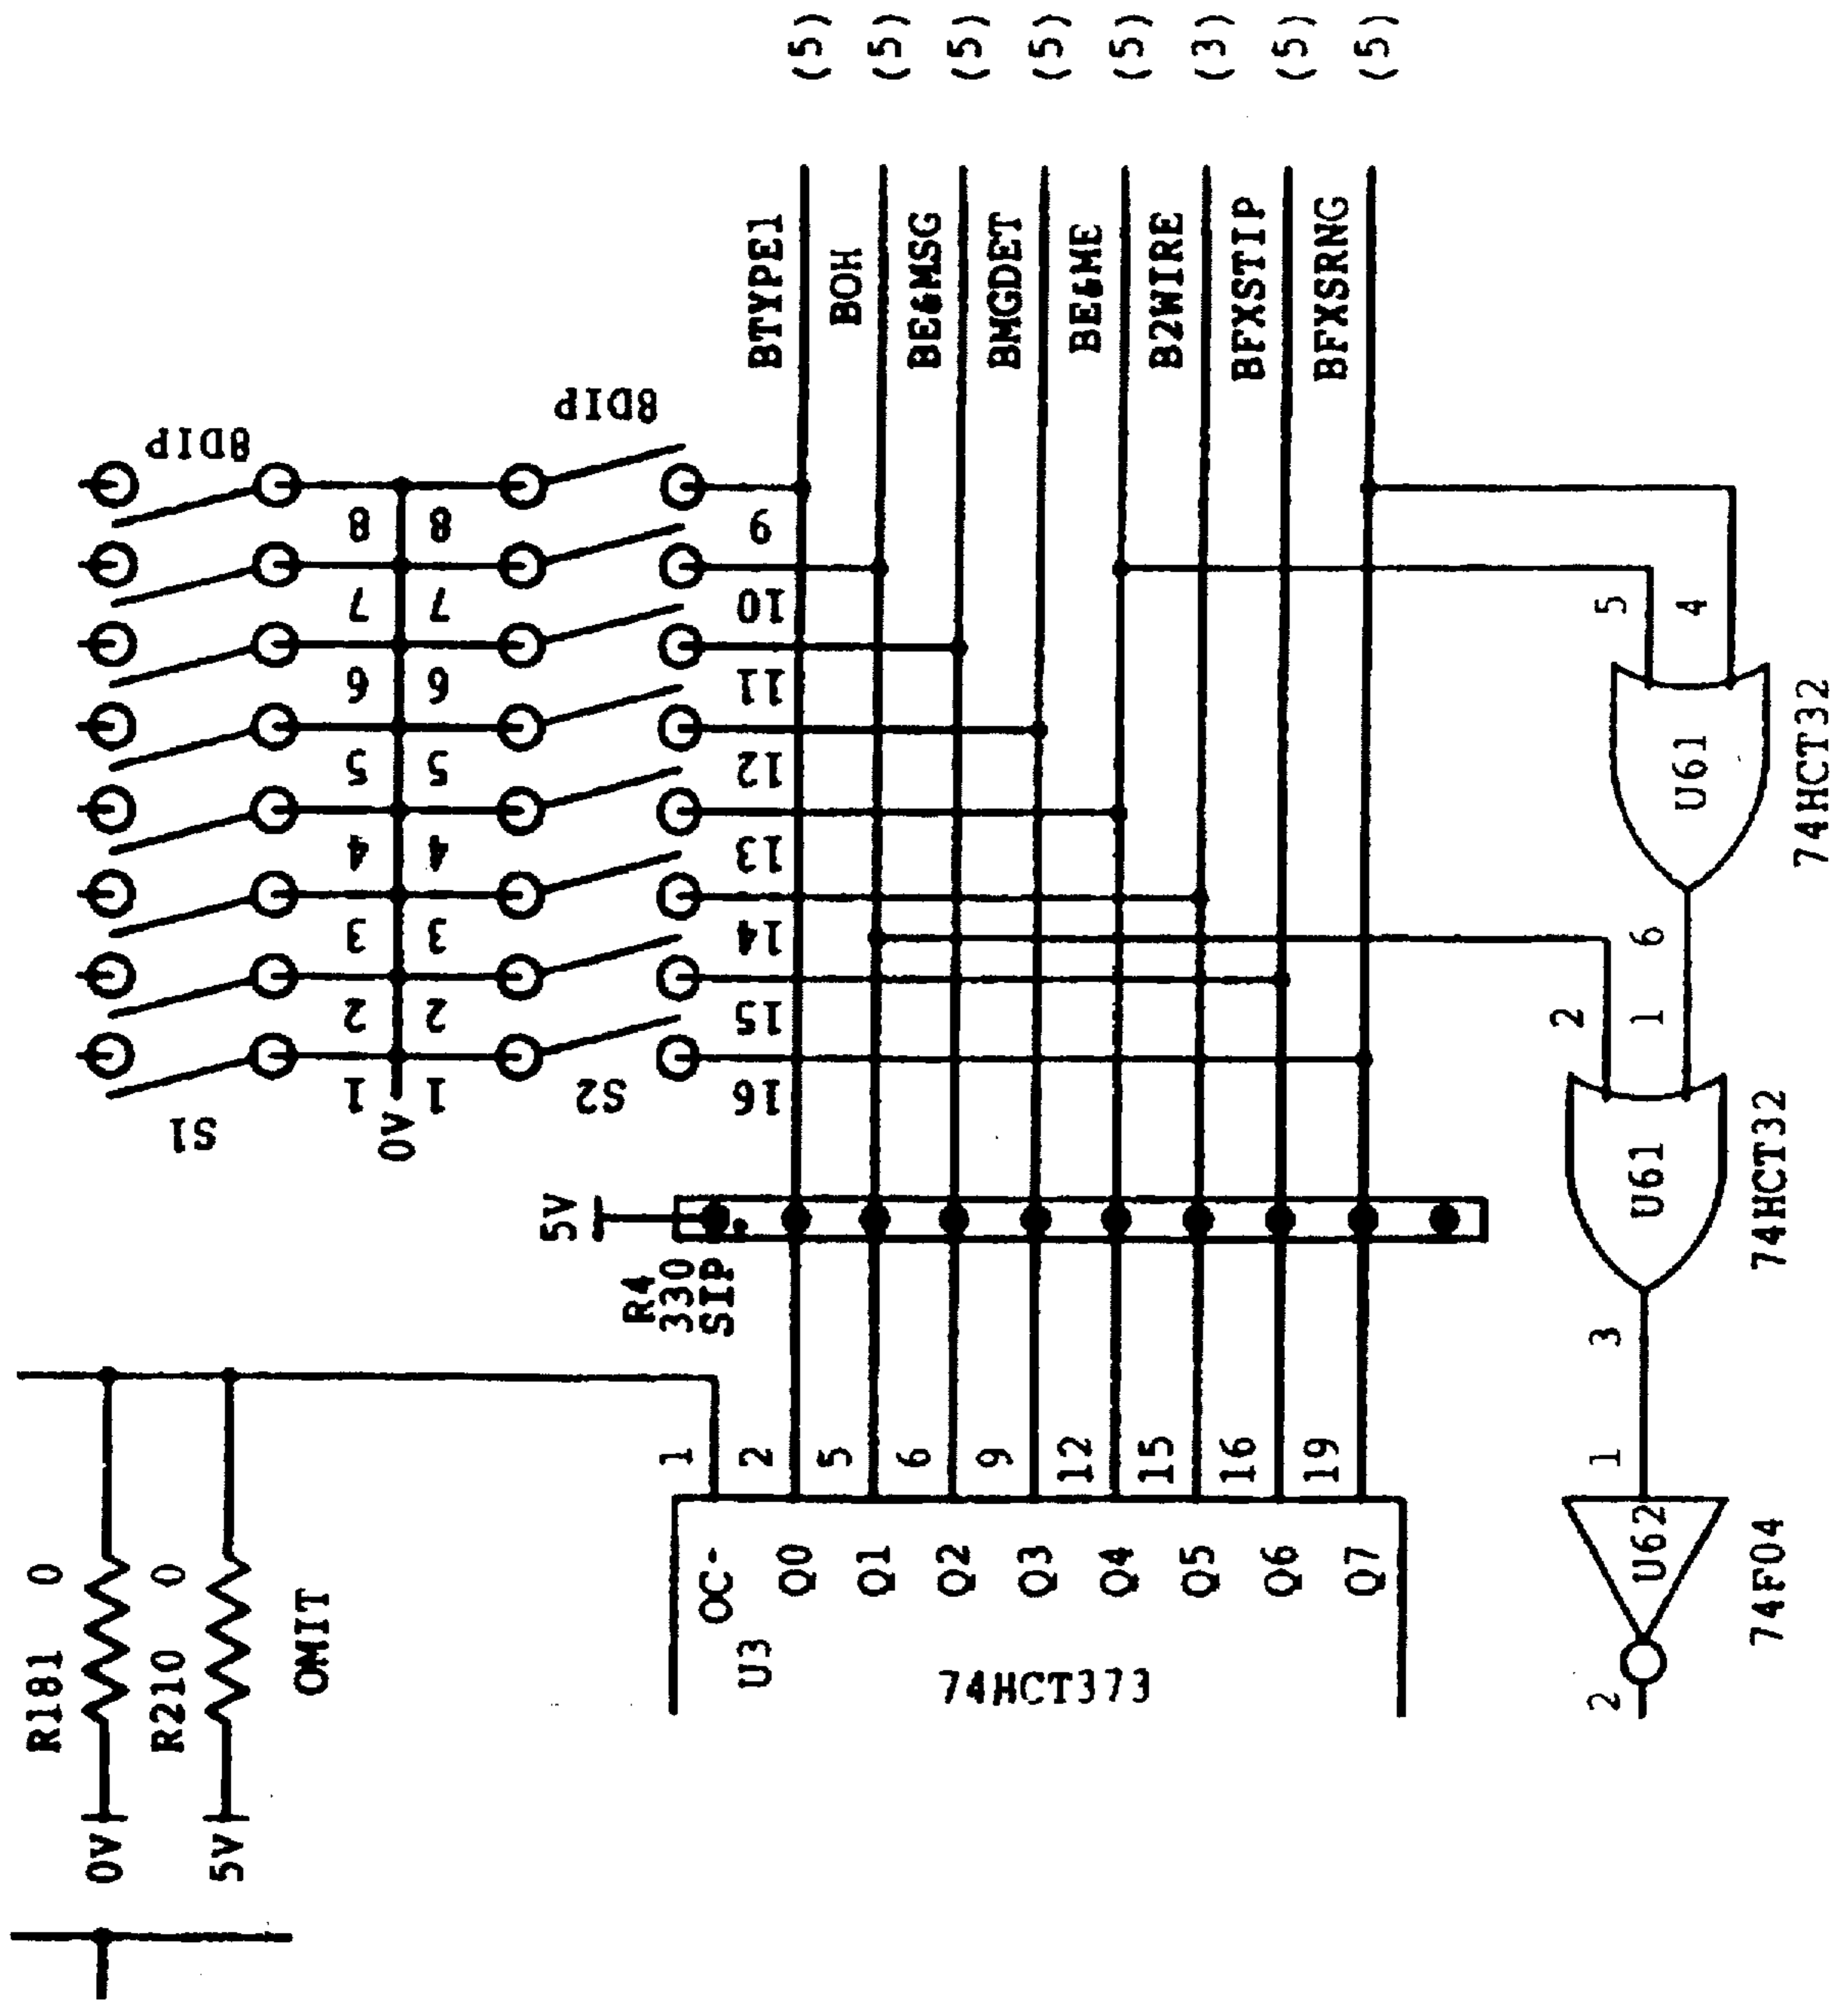 (5)
(5)
(5)
(5)
(5)
(3)
(5)
(5)
BTYPE1
BOH
BE&MSG
BMGDET
BE&ME
B2WIRE
BFXSTIP
BFXSRNG
8DIP
8DIP
8
8
9
7
7
10
6
6
11
5
5
12
4
4
13
3
3
14
2
2
15
1
1
16
S1
0V
S2
5V
R4
330
SIP
5
4
U61
74HCT32
6
2
1
U61
74HCT32
3
1
U62
74F04
2
1
2
5
6
9
12
15
16
19
OC-
Q0
Q1
Q2
Q3
Q4
Q5
Q6
Q7
U3
74HCT373
R181 0
R210 0
OMIT
0V
5V